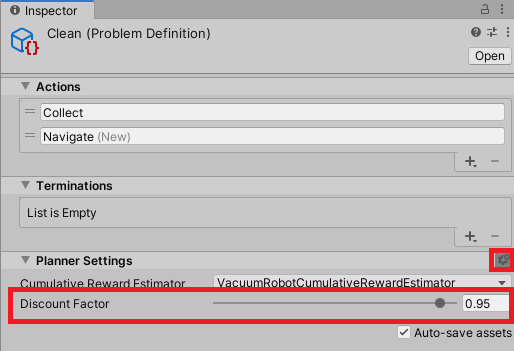 Inspector
Clean (Problem Definition)
Open
Actions
Collect
Navigate (New)
Terminations
List is Empty
Planner Settings
Cumulative Reward Estimator VacuumRobotCumulativeRewardEstimator
Discount Factor 0.95
Auto-save assets